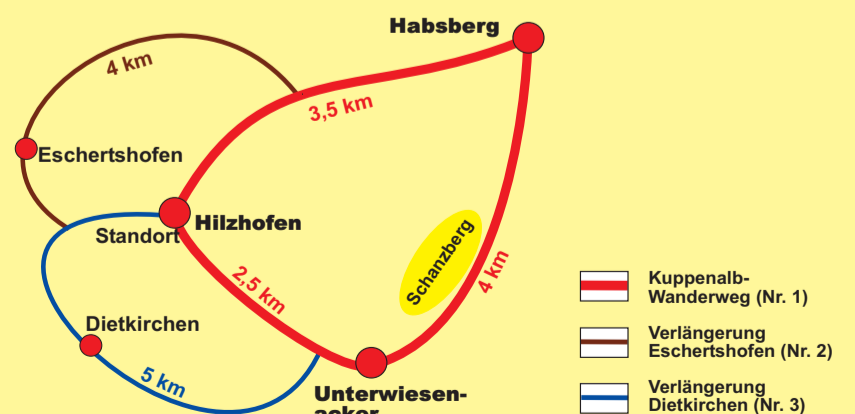 Habsberg
4 km
3,5 km
Eschertshofen
Hilzhofen
Standort
Schanzberg
4 km
2,5 km
Dietkirchen
5 km
Unterwiesen-
acker
Kuppenalb-
Wanderweg (Nr. 1)
Verlängerung
Eschertshofen (Nr. 2)
Verlängerung
Dietkirchen (Nr. 3)